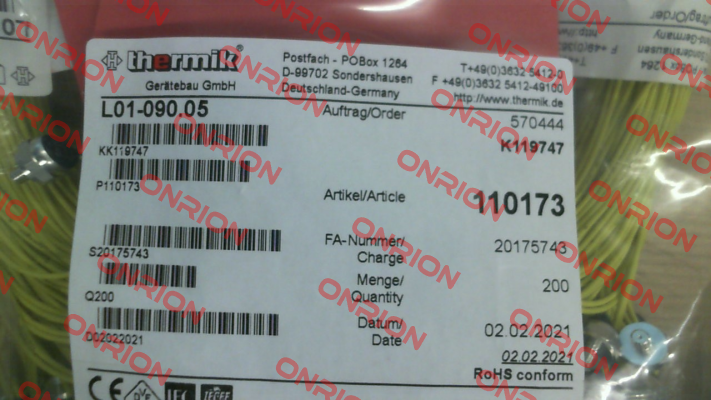 thermik®
Gerätebau GmbH
Postfach - POBox 1264
D-99702 Sondershausen
Deutschland-Germany
T+49(0)3632 5412-0
F +49(0)3632 5412-49100
http://www.thermik.de
L01-090.05
Auftrag/Order
570444
KK119747
K119747
P110173
Artikel/Article
110173
S20175743
FA-Nummer/
Charge
20175743
Q200
Menge/
Quantity
200
D02022021
Datum/
Date
02.02.2021
02.02.2021
RoHS conform
CE
ONRION